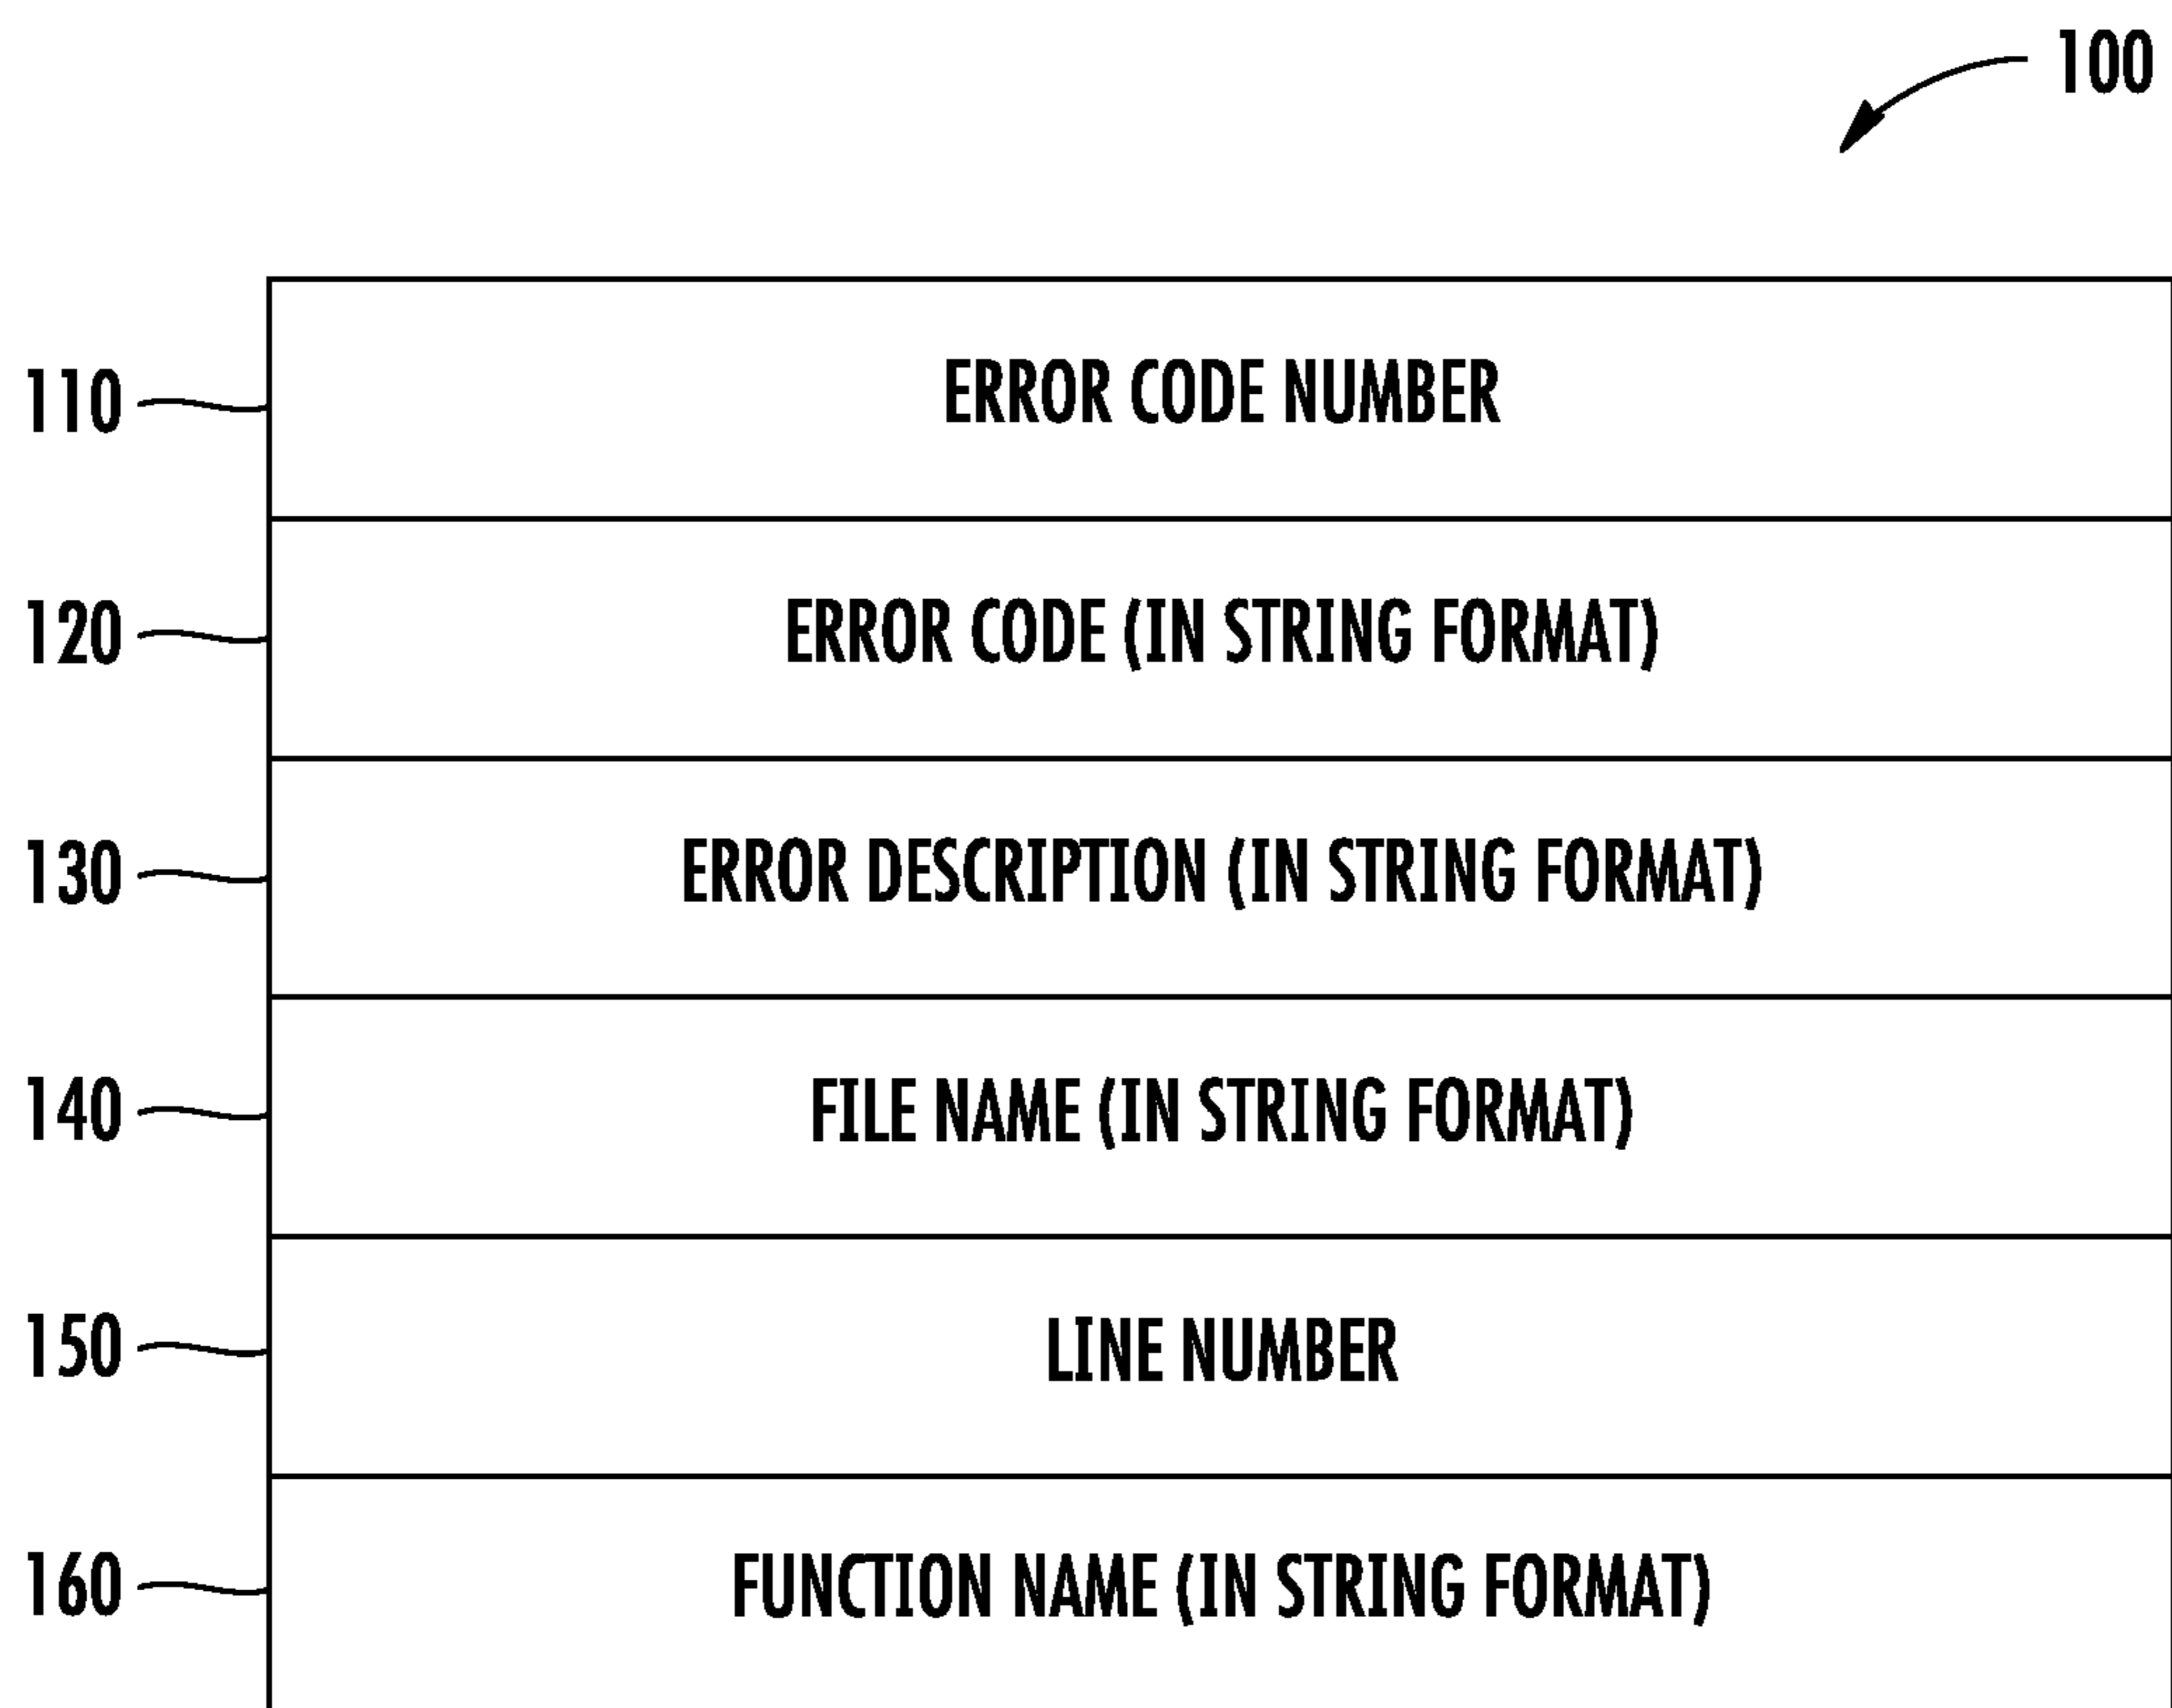 100
110 ERROR CODE NUMBER
120 ERROR CODE (IN STRING FORMAT)
130 ERROR DESCRIPTION (IN STRING FORMAT)
140 FILE NAME (IN STRING FORMAT)
150 LINE NUMBER
160 FUNCTION NAME (IN STRING FORMAT)